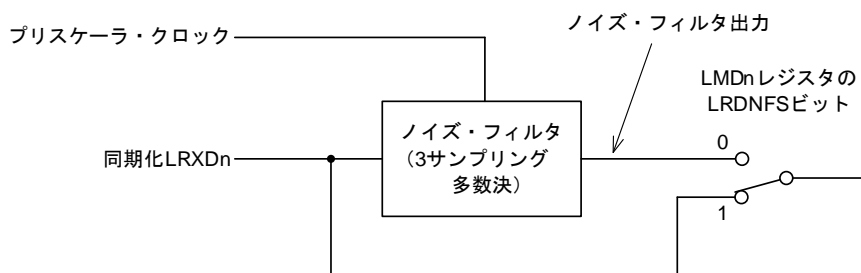 プリスケーラ・クロック
ノイズ・フィルタ出力
LMDnレジスタの
LRDNFSビット
ノイズ・フィルタ
（3サンプリング
多数決）
同期化LRXDn
0
1